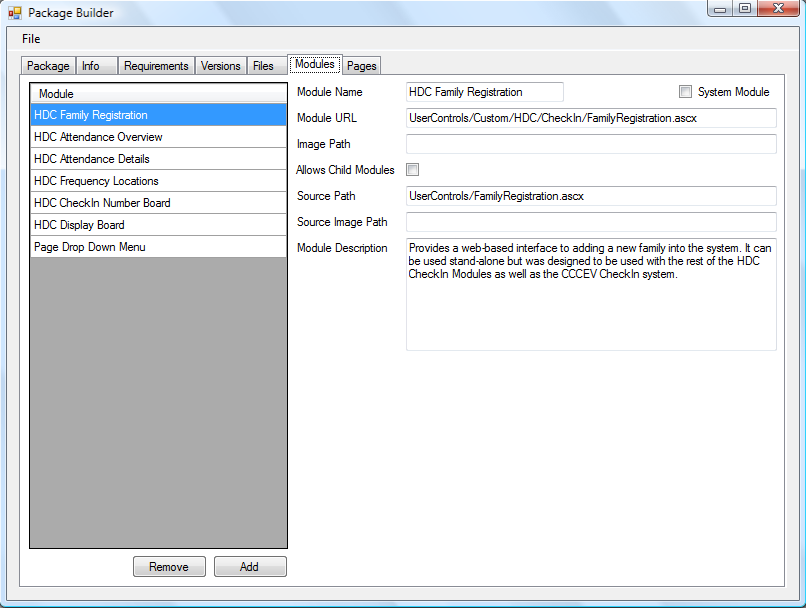 Package Builder
File
Package Info Requirements Versions Files Modules Pages
Module
HDC Family Registration
HDC Attendance Overview
HDC Attendance Details
HDC Frequency Locations
HDC CheckIn Number Board
HDC Display Board
Page Drop Down Menu
Remove Add
Module Name HDC Family Registration System Module
Module URL UserControls/Custom/HDC/CheckIn/FamilyRegistration.ascx
Image Path
Allows Child Modules
Source Path UserControls/FamilyRegistration.ascx
Source Image Path
Module Description Provides a web-based interface to adding a new family into the system. It can
be used stand-alone but was designed to be used with the rest of the HDC
CheckIn Modules as well as the CCCEV CheckIn system.